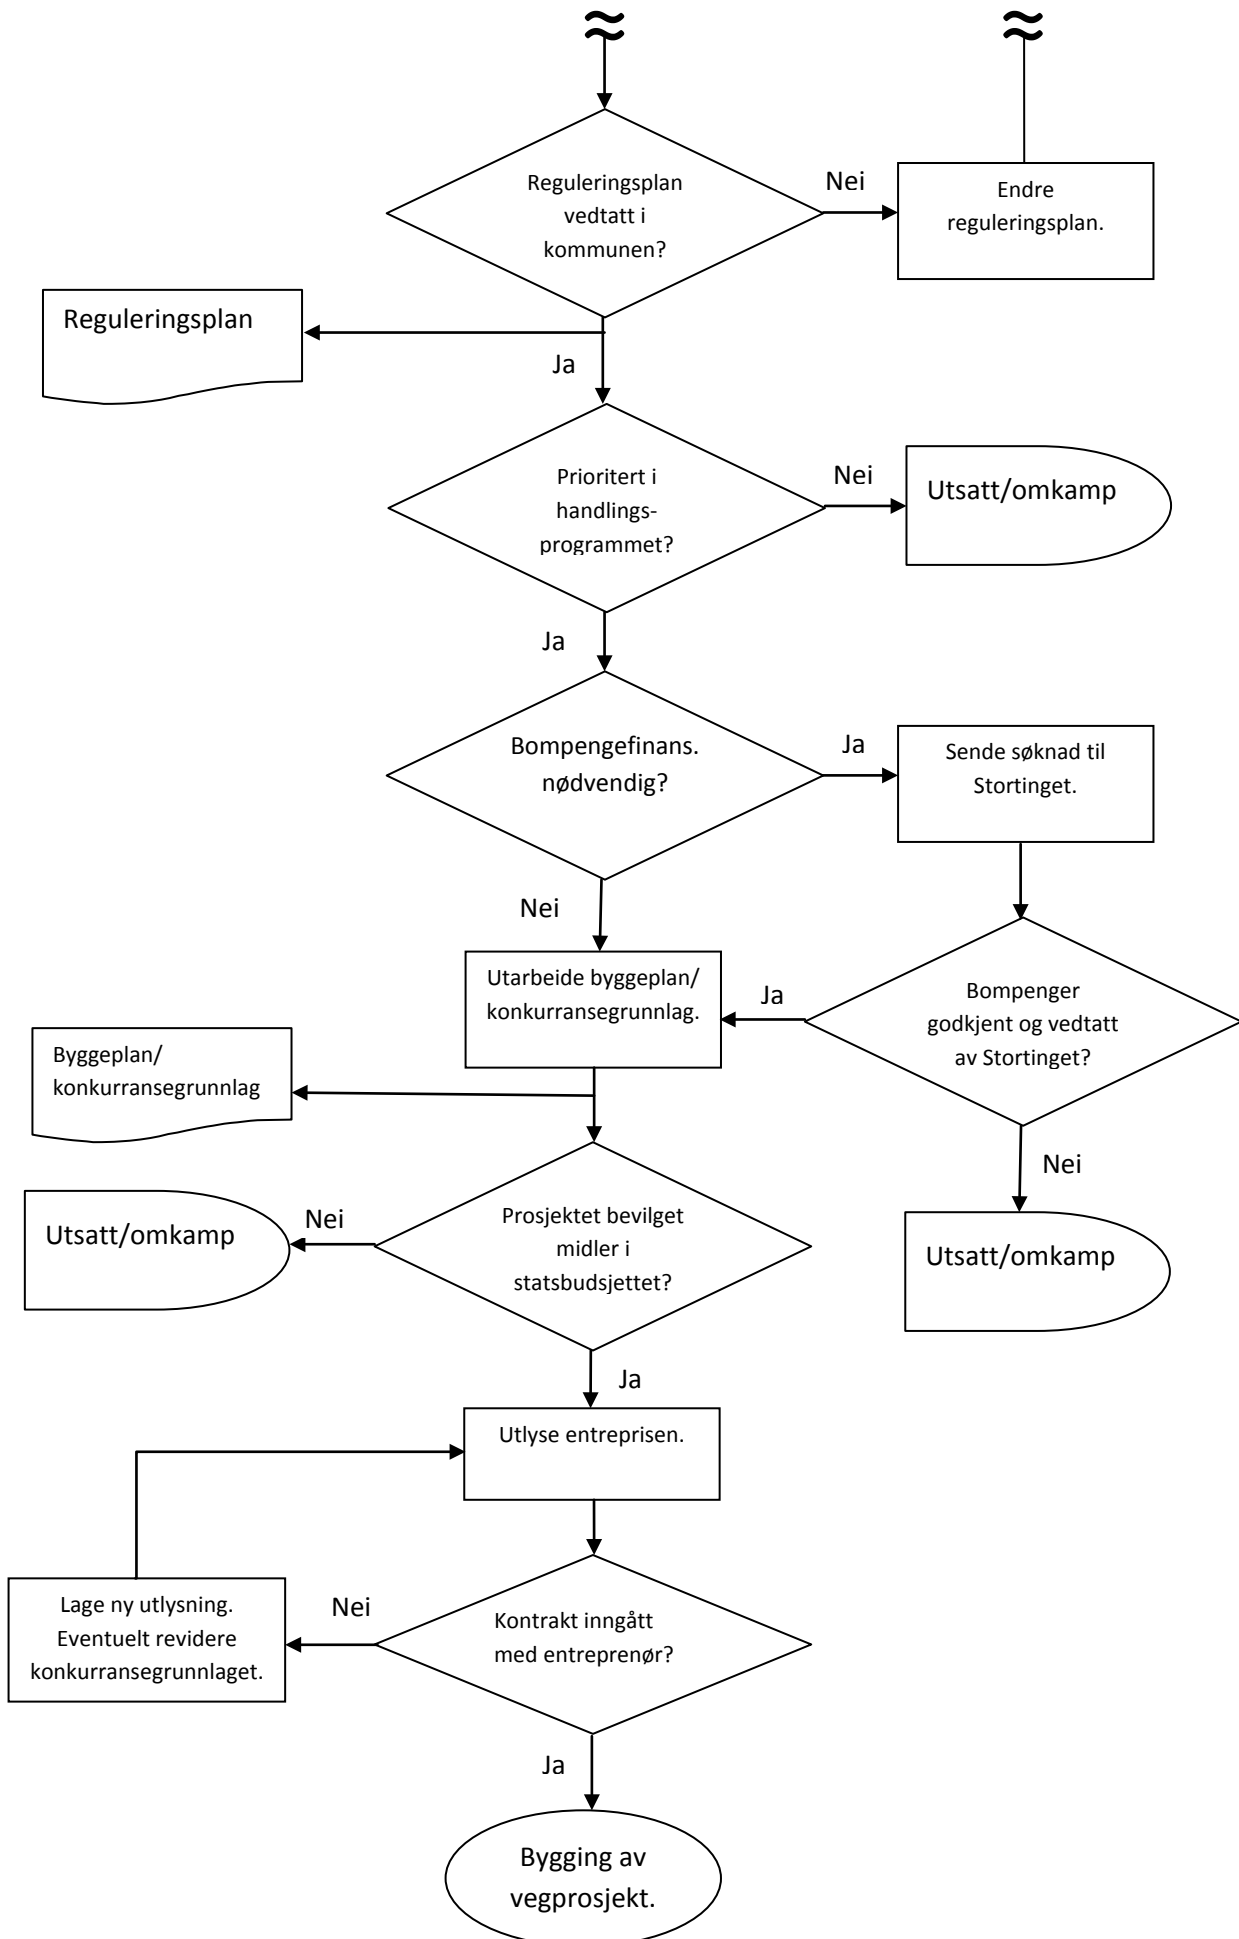 Reguleringsplan
vedtatt i
kommunen?
Nei
Endre
reguleringsplan.
Reguleringsplan
Ja
Prioritert i
handlings-
programmet?
Nei
Utsatt/omkamp
Ja
Bompengefinans.
nødvendig?
Ja
Sende søknad til
Stortinget.
Nei
Utarbeide byggeplan/
konkurransegrunnlag.
Ja
Bompenger
godkjent og vedtatt
av Stortinget?
Byggeplan/
konkurransegrunnlag
Nei
Utsatt/omkamp
Nei
Prosjektet bevilget
midler i
statsbudsjettet?
Utsatt/omkamp
Ja
Utlyse entreprisen.
Lage ny utlysning.
Eventuelt revidere
konkurransegrunnlaget.
Nei
Kontrakt inngått
med entreprenør?
Ja
Bygging av
vegprosjekt.